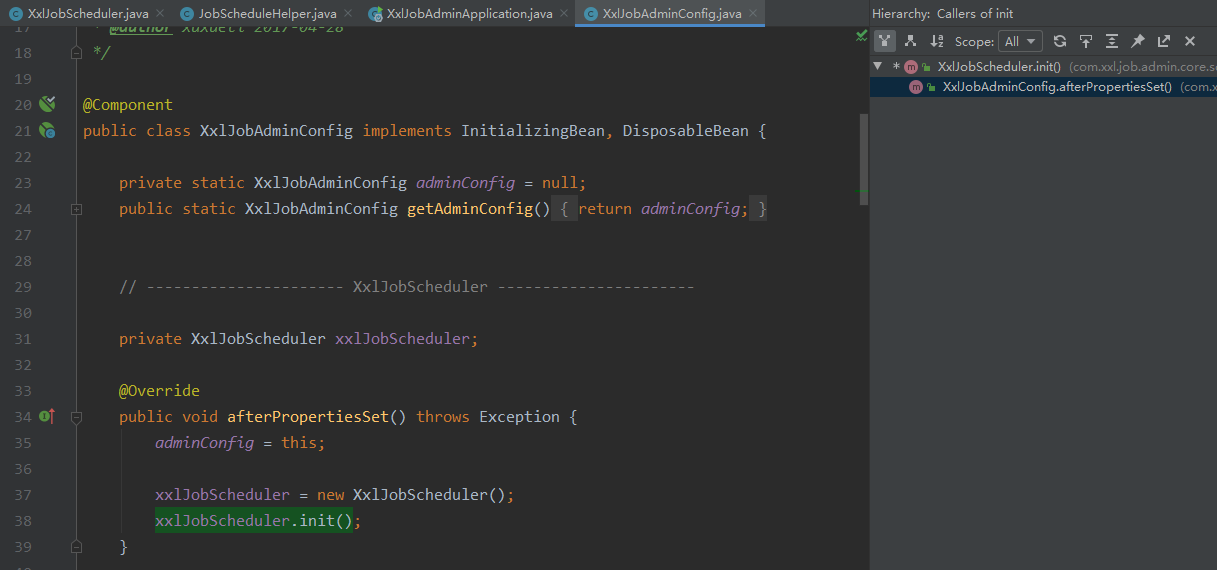 XxlJobScheduler.java × JobScheduleHelper.java × XxlJobAdminApplication.java × XxlJobAdminConfig.java ×
Hierarchy: Callers of init
Scope: All
* m XxlJobScheduler.init() (com.xxl.job.admin.core.s
m XxlJobAdminConfig.afterPropertiesSet() (com.x
17 * @author xuxueli 2017-04-28
18 */
19
20 @Component
21 public class XxlJobAdminConfig implements InitializingBean, DisposableBean {
22
23 private static XxlJobAdminConfig adminConfig = null;
24 public static XxlJobAdminConfig getAdminConfig() { return adminConfig; }
27
28
29 // ---------------------- XxlJobScheduler ----------------------
30
31 private XxlJobScheduler xxlJobScheduler;
32
33 @Override
34 public void afterPropertiesSet() throws Exception {
35 adminConfig = this;
36
37 xxlJobScheduler = new XxlJobScheduler();
38 xxlJobScheduler.init();
39 }